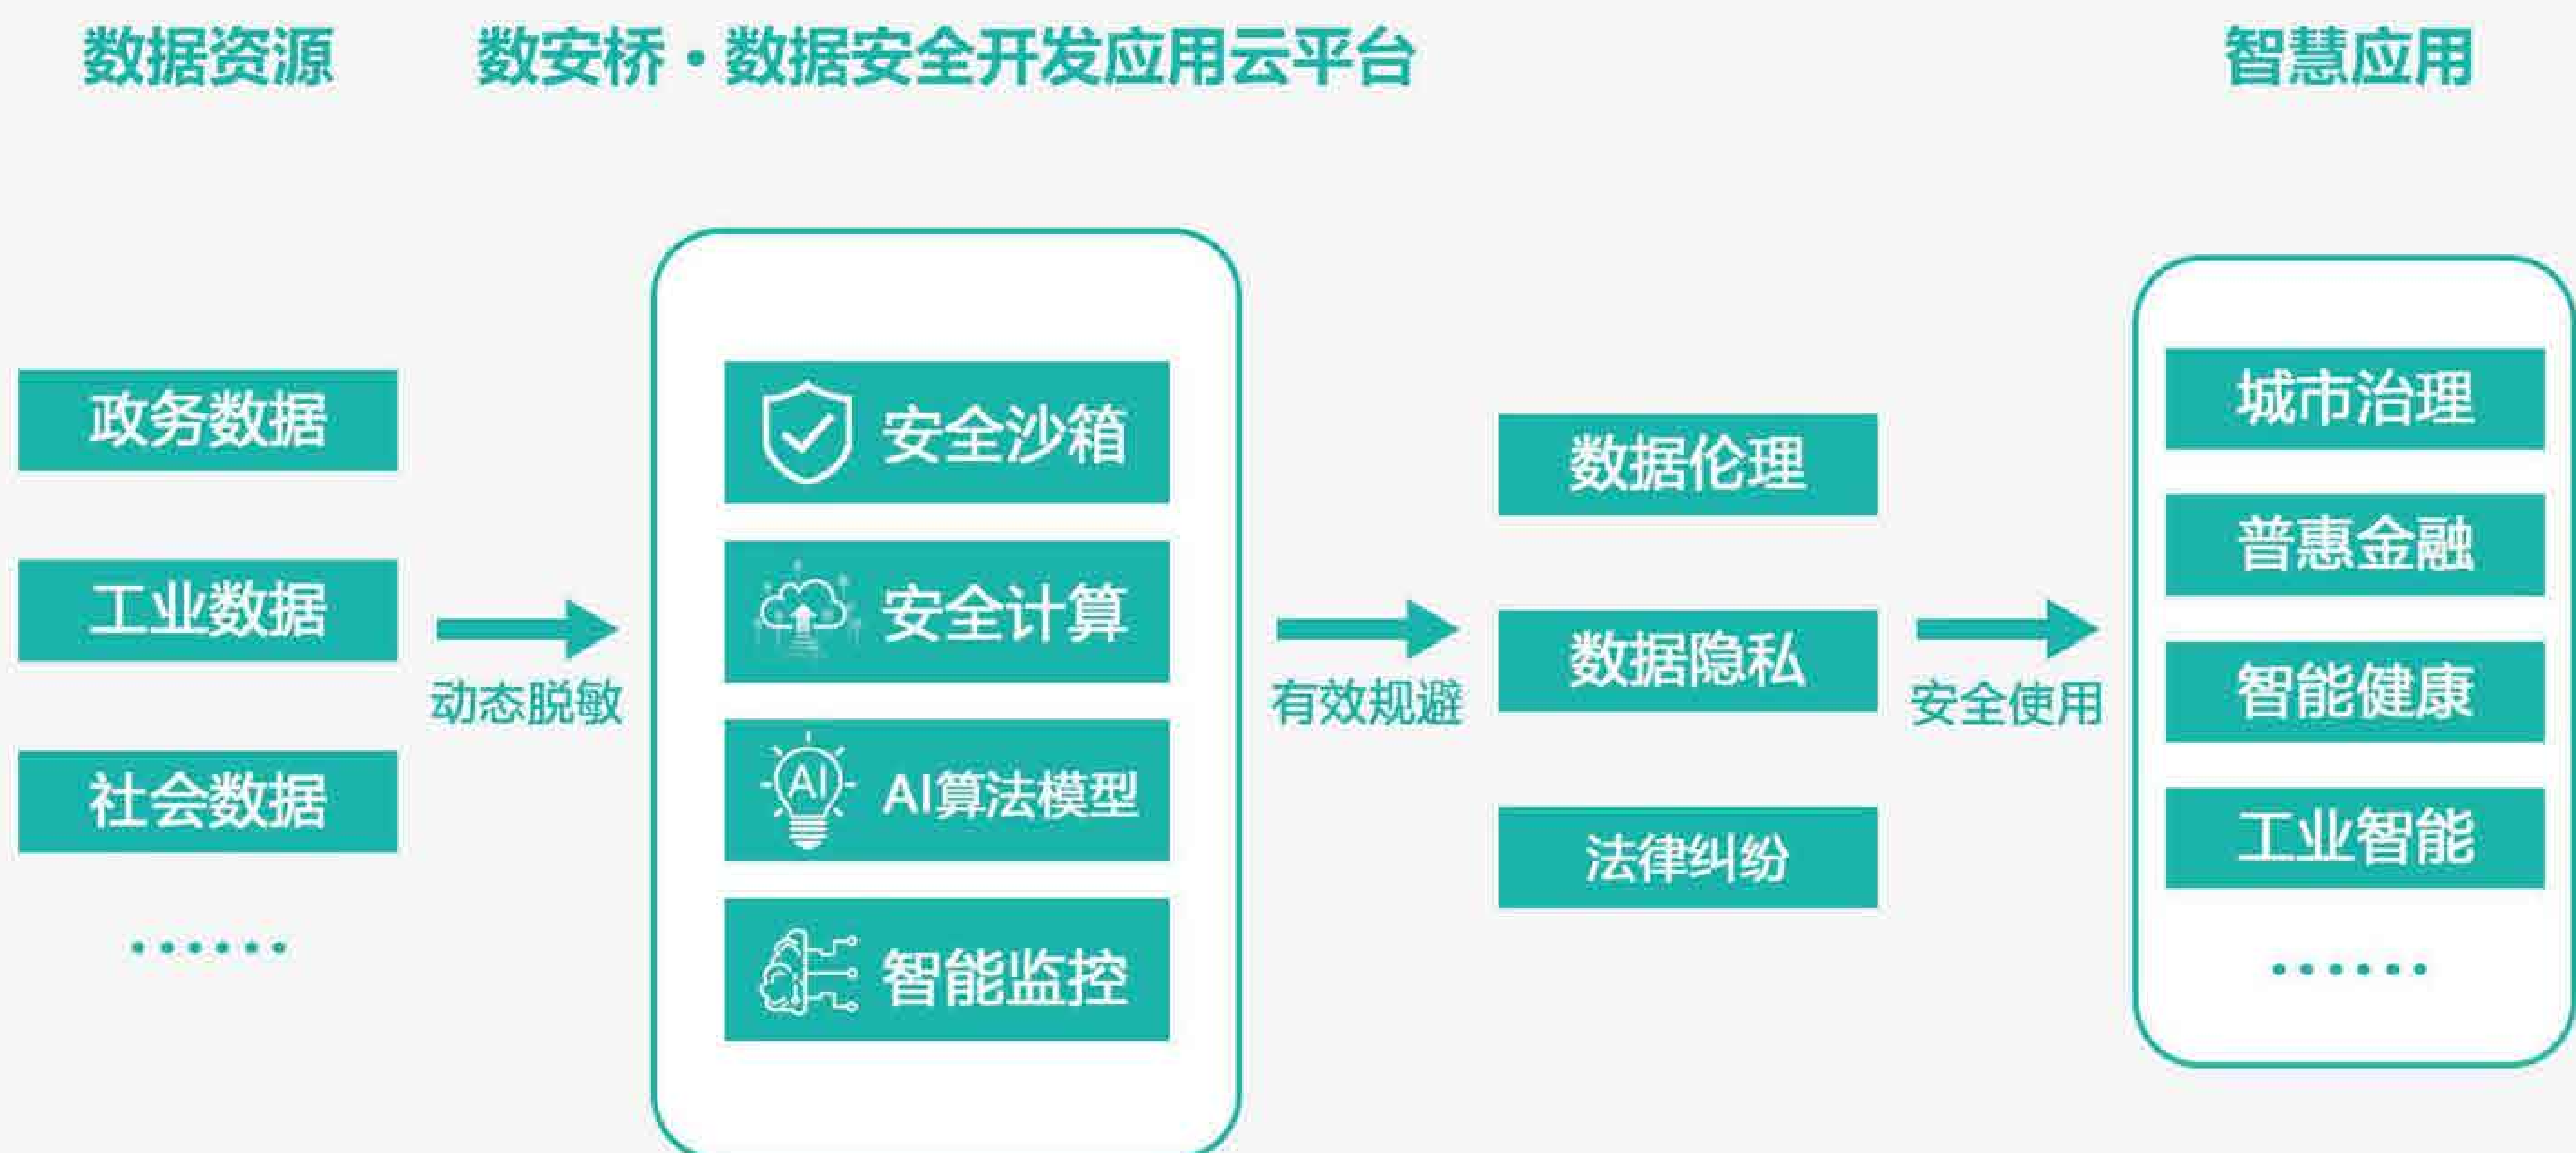 数据资源
数安桥·数据安全开发应用云平台
智慧应用
政务数据
工业数据
社会数据
......
动态脱敏
安全沙箱
安全计算
AI
AI算法模型
智能监控
有效规避
数据伦理
数据隐私
法律纠纷
安全使用
城市治理
普惠金融
智能健康
工业智能
......